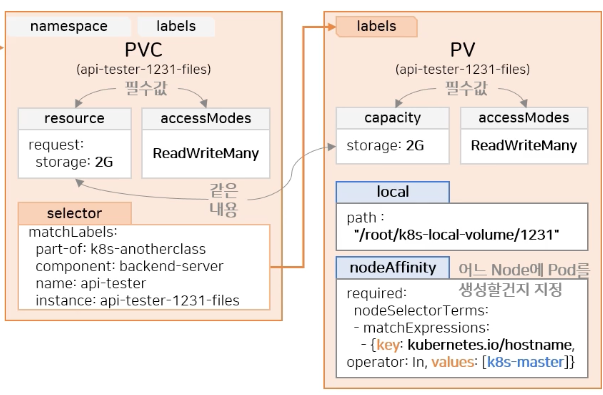 namespace
labels
PVC
(api-tester-1231-files)
필수값
resource
accessModes
request:
storage: 2G
ReadWriteMany
같은
내용
selector
matchLabels:
part-of: k8s-anotherclass
component: backend-server
name: api-tester
instance: api-tester-1231-files
labels
PV
(api-tester-1231-files)
필수값
capacity
accessModes
storage: 2G
ReadWriteMany
local
path :
"/root/k8s-local-volume/1231"
nodeAffinity
어느 Node에 Pod를
생성할건지 지정
required:
nodeSelectorTerms:
- matchExpressions:
- {key: kubernetes.io/hostname,
operator: In, values: [k8s-master]}